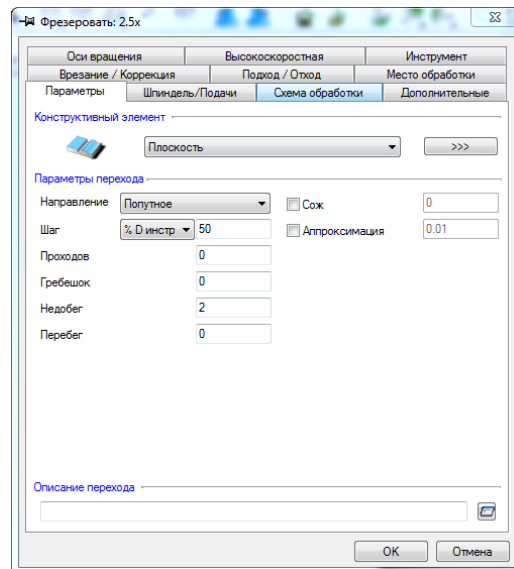 Фрезеровать: 2.5x
Оси вращения Высокоскоростная Инструмент
Врезание / Коррекция Подход / Отход Место обработки
Параметры Шпиндель/Подачи Схема обработки Дополнительные
Конструктивный элемент
Плоскость >>>
Параметры перехода
Направление Попутное Сож 0
Шаг % D инстр 50 Аппроксимация 0.01
Проходов 0
Гребешок 0
Недобег 2
Перебег 0
Описание перехода
OK Отмена